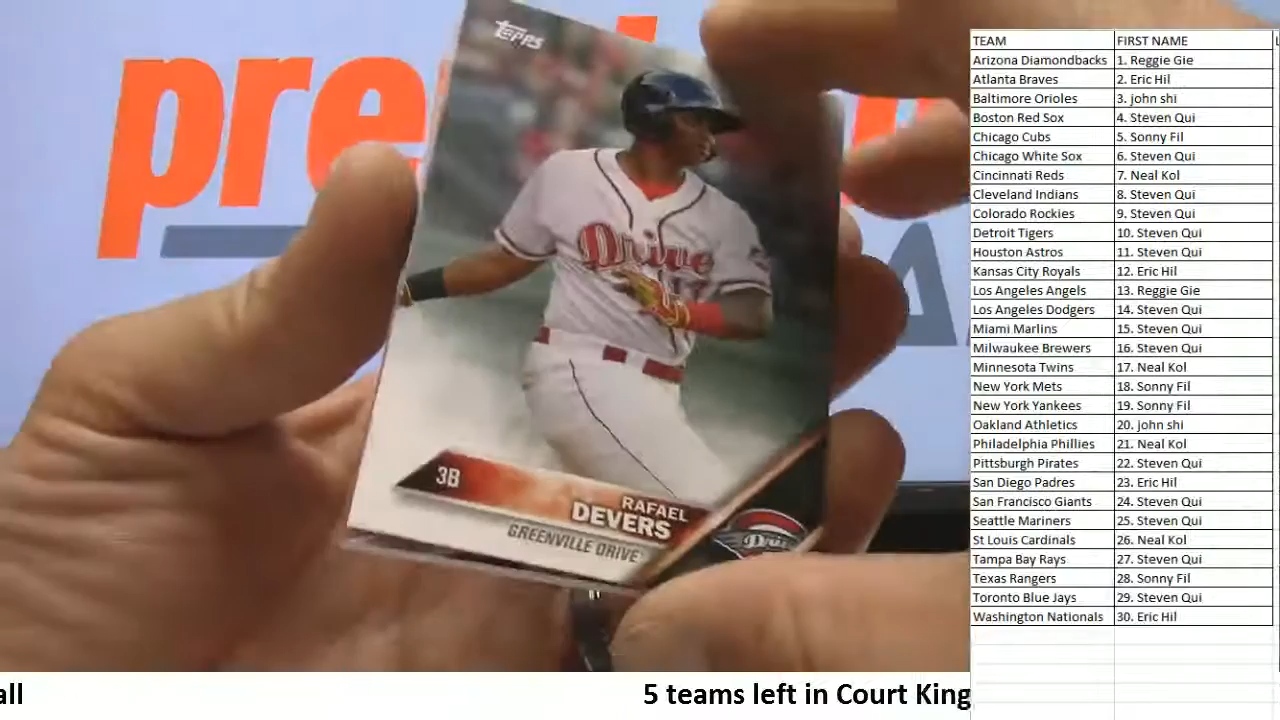 pre
topps
Drive
3B
RAFAEL
DEVERS
GREENVILLE DRIVE
TEAM FIRST NAME
Arizona Diamondbacks 1. Reggie Gie
Atlanta Braves 2. Eric Hil
Baltimore Orioles 3. john shi
Boston Red Sox 4. Steven Qui
Chicago Cubs 5. Sonny Fil
Chicago White Sox 6. Steven Qui
Cincinnati Reds 7. Neal Kol
Cleveland Indians 8. Steven Qui
Colorado Rockies 9. Steven Qui
Detroit Tigers 10. Steven Qui
Houston Astros 11. Steven Qui
Kansas City Royals 12. Eric Hil
Los Angeles Angels 13. Reggie Gie
Los Angeles Dodgers 14. Steven Qui
Miami Marlins 15. Steven Qui
Milwaukee Brewers 16. Steven Qui
Minnesota Twins 17. Neal Kol
New York Mets 18. Sonny Fil
New York Yankees 19. Sonny Fil
Oakland Athletics 20. john shi
Philadelphia Phillies 21. Neal Kol
Pittsburgh Pirates 22. Steven Qui
San Diego Padres 23. Eric Hil
San Francisco Giants 24. Steven Qui
Seattle Mariners 25. Steven Qui
St Louis Cardinals 26. Neal Kol
Tampa Bay Rays 27. Steven Qui
Texas Rangers 28. Sonny Fil
Toronto Blue Jays 29. Steven Qui
Washington Nationals 30. Eric Hil
all 5 teams left in Court King